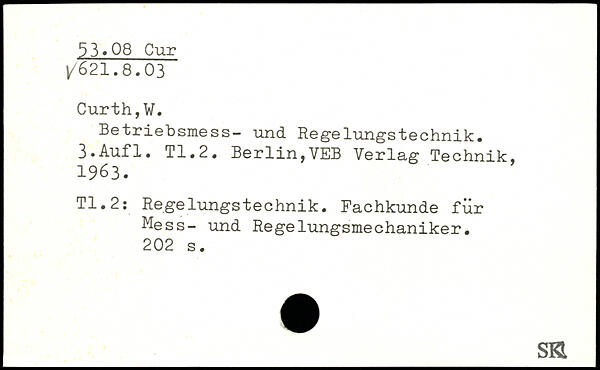 53.08 Cur
√621.8.03
Curth,W.
Betriebsmess- und Regelungstechnik.
3.Aufl. Tl.2. Berlin,VEB Verlag Technik,
1963.
Tl.2: Regelungstechnik. Fachkunde für
Mess- und Regelungsmechaniker.
202 s.
SK